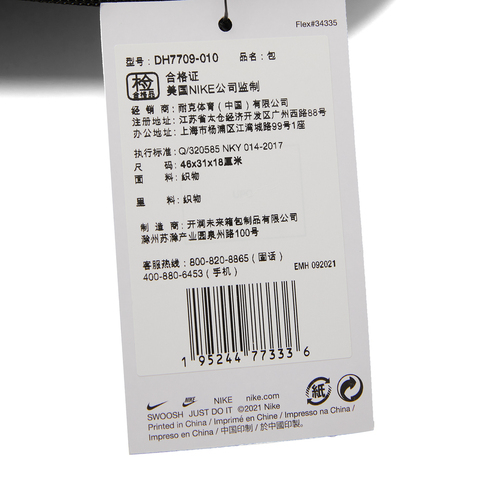 Flex#34335
型号: DH7709-010 品名: 包
检 合格证
合格品 美国NIKE公司监制
经 销 商: 耐克体育 (中国) 有限公司
注册地址: 江苏省太仓经济开发区广州西路88号
办公地址: 上海市杨浦区江湾城路99号1座
执行标准: Q/320585 NKY 014-2017
尺 码: 46x31x18厘米
面 料: 织物
里 料: 织物
制 造 商: 开润未来箱包制品有限公司
滁州苏滁产业园泉州路100号
客服热线: 800-820-8865 (固话)
400-880-6453 (手机)
EMH 092021
1 95244 77333 6
NIKE nike.com
SWOOSH JUST DO IT ©2021 Nike
Printed in China / Imprimé en Chine / Impresso na China /
Impreso en China / 中国印制 / 於中國印製。
紙